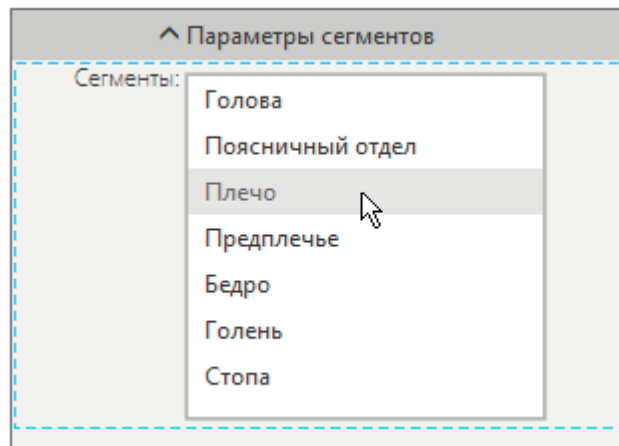 Параметры сегментов
Сегменты:
Голова
Поясничный отдел
Плечо
Предплечье
Бедро
Голень
Стопа